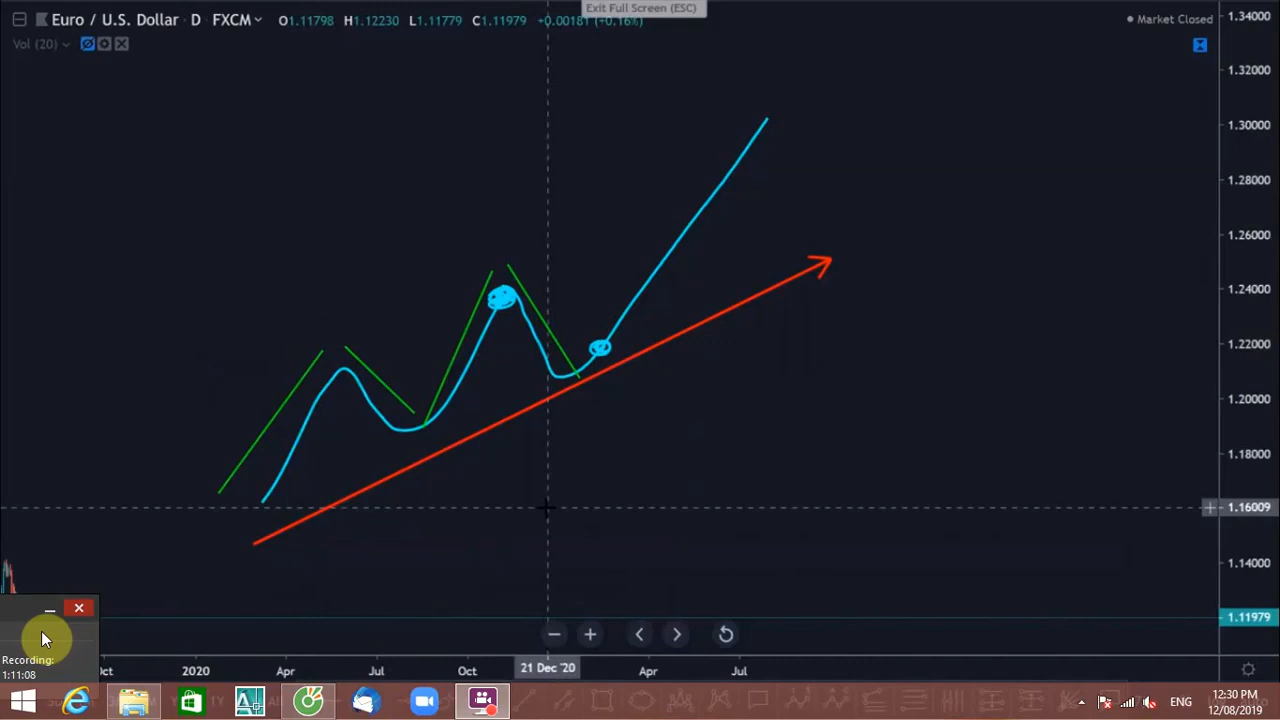 Exit Full Screen (ESC)
Euro / U.S. Dollar · D · FXCM O1.11798 H1.12230 L1.11779 C1.11979 +0.00181 (+0.16%)
Market Closed
Vol (20)
1.34000
1.32000
1.30000
1.28000
1.26000
1.24000
1.22000
1.20000
1.18000
1.16009
1.14000
1.11979
Recording:
1:11:08
Oct 2020 Apr Jul Oct 21 Dec '20 Apr Jul
ENG
12:30 PM
12/08/2019